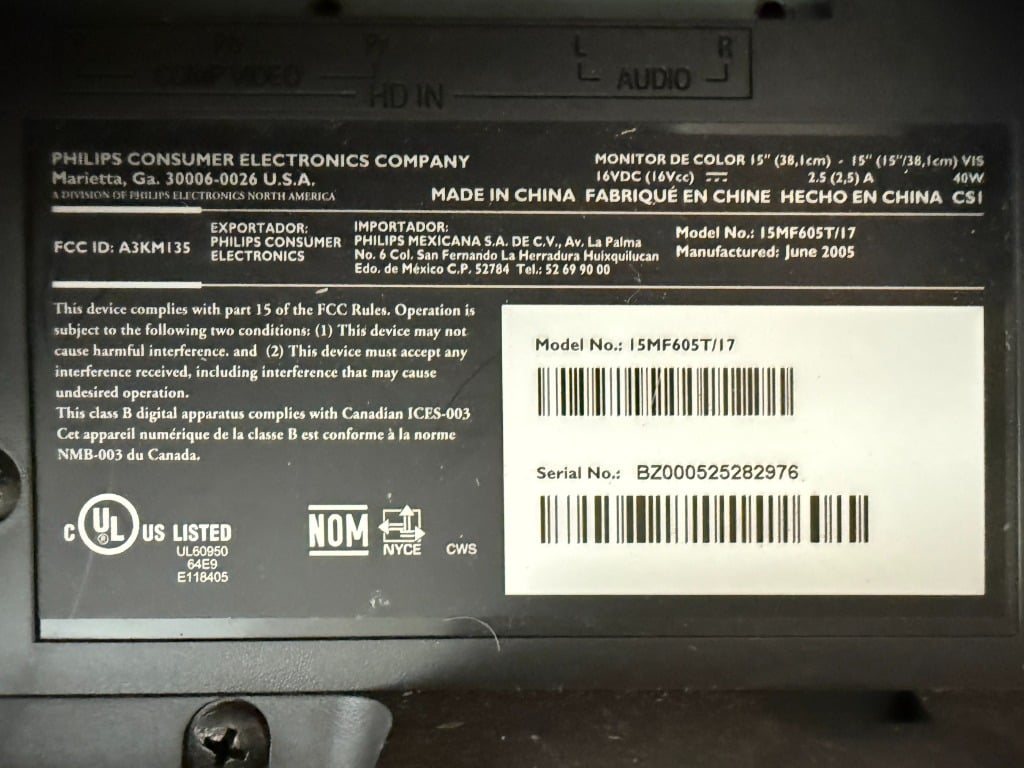 Pb Pr L R
COMP VIDEO AUDIO
HD IN
PHILIPS CONSUMER ELECTRONICS COMPANY
Marietta, Ga. 30006-0026 U.S.A.
A DIVISION OF PHILIPS ELECTRONICS NORTH AMERICA
MONITOR DE COLOR 15" (38,1cm) - 15" (15"/38,1cm) VIS
16VDC (16Vcc) 2.5 (2,5) A 40W
MADE IN CHINA FABRIQUÉ EN CHINE HECHO EN CHINA CS1
FCC ID: A3KM135
EXPORTADOR:
PHILIPS CONSUMER
ELECTRONICS
IMPORTADOR:
PHILIPS MEXICANA S.A. DE C.V., Av. La Palma
No. 6 Col. San Fernando La Herradura Huixquilucan
Edo. de México C.P. 52784 Tel.: 52 69 90 00
Model No.: 15MF605T/17
Manufactured: June 2005
This device complies with part 15 of the FCC Rules. Operation is
subject to the following two conditions: (1) This device may not
cause harmful interference. and (2) This device must accept any
interference received, including interference that may cause
undesired operation.
This class B digital apparatus complies with Canadian ICES-003
Cet appareil numérique de la classe B est conforme à la norme
NMB-003 du Canada.
C UL ® US LISTED
UL60950
64E9
E118405
NOM
NYCE
CWS
Model No.: 15MF605T/17
Serial No.: BZ000525282976